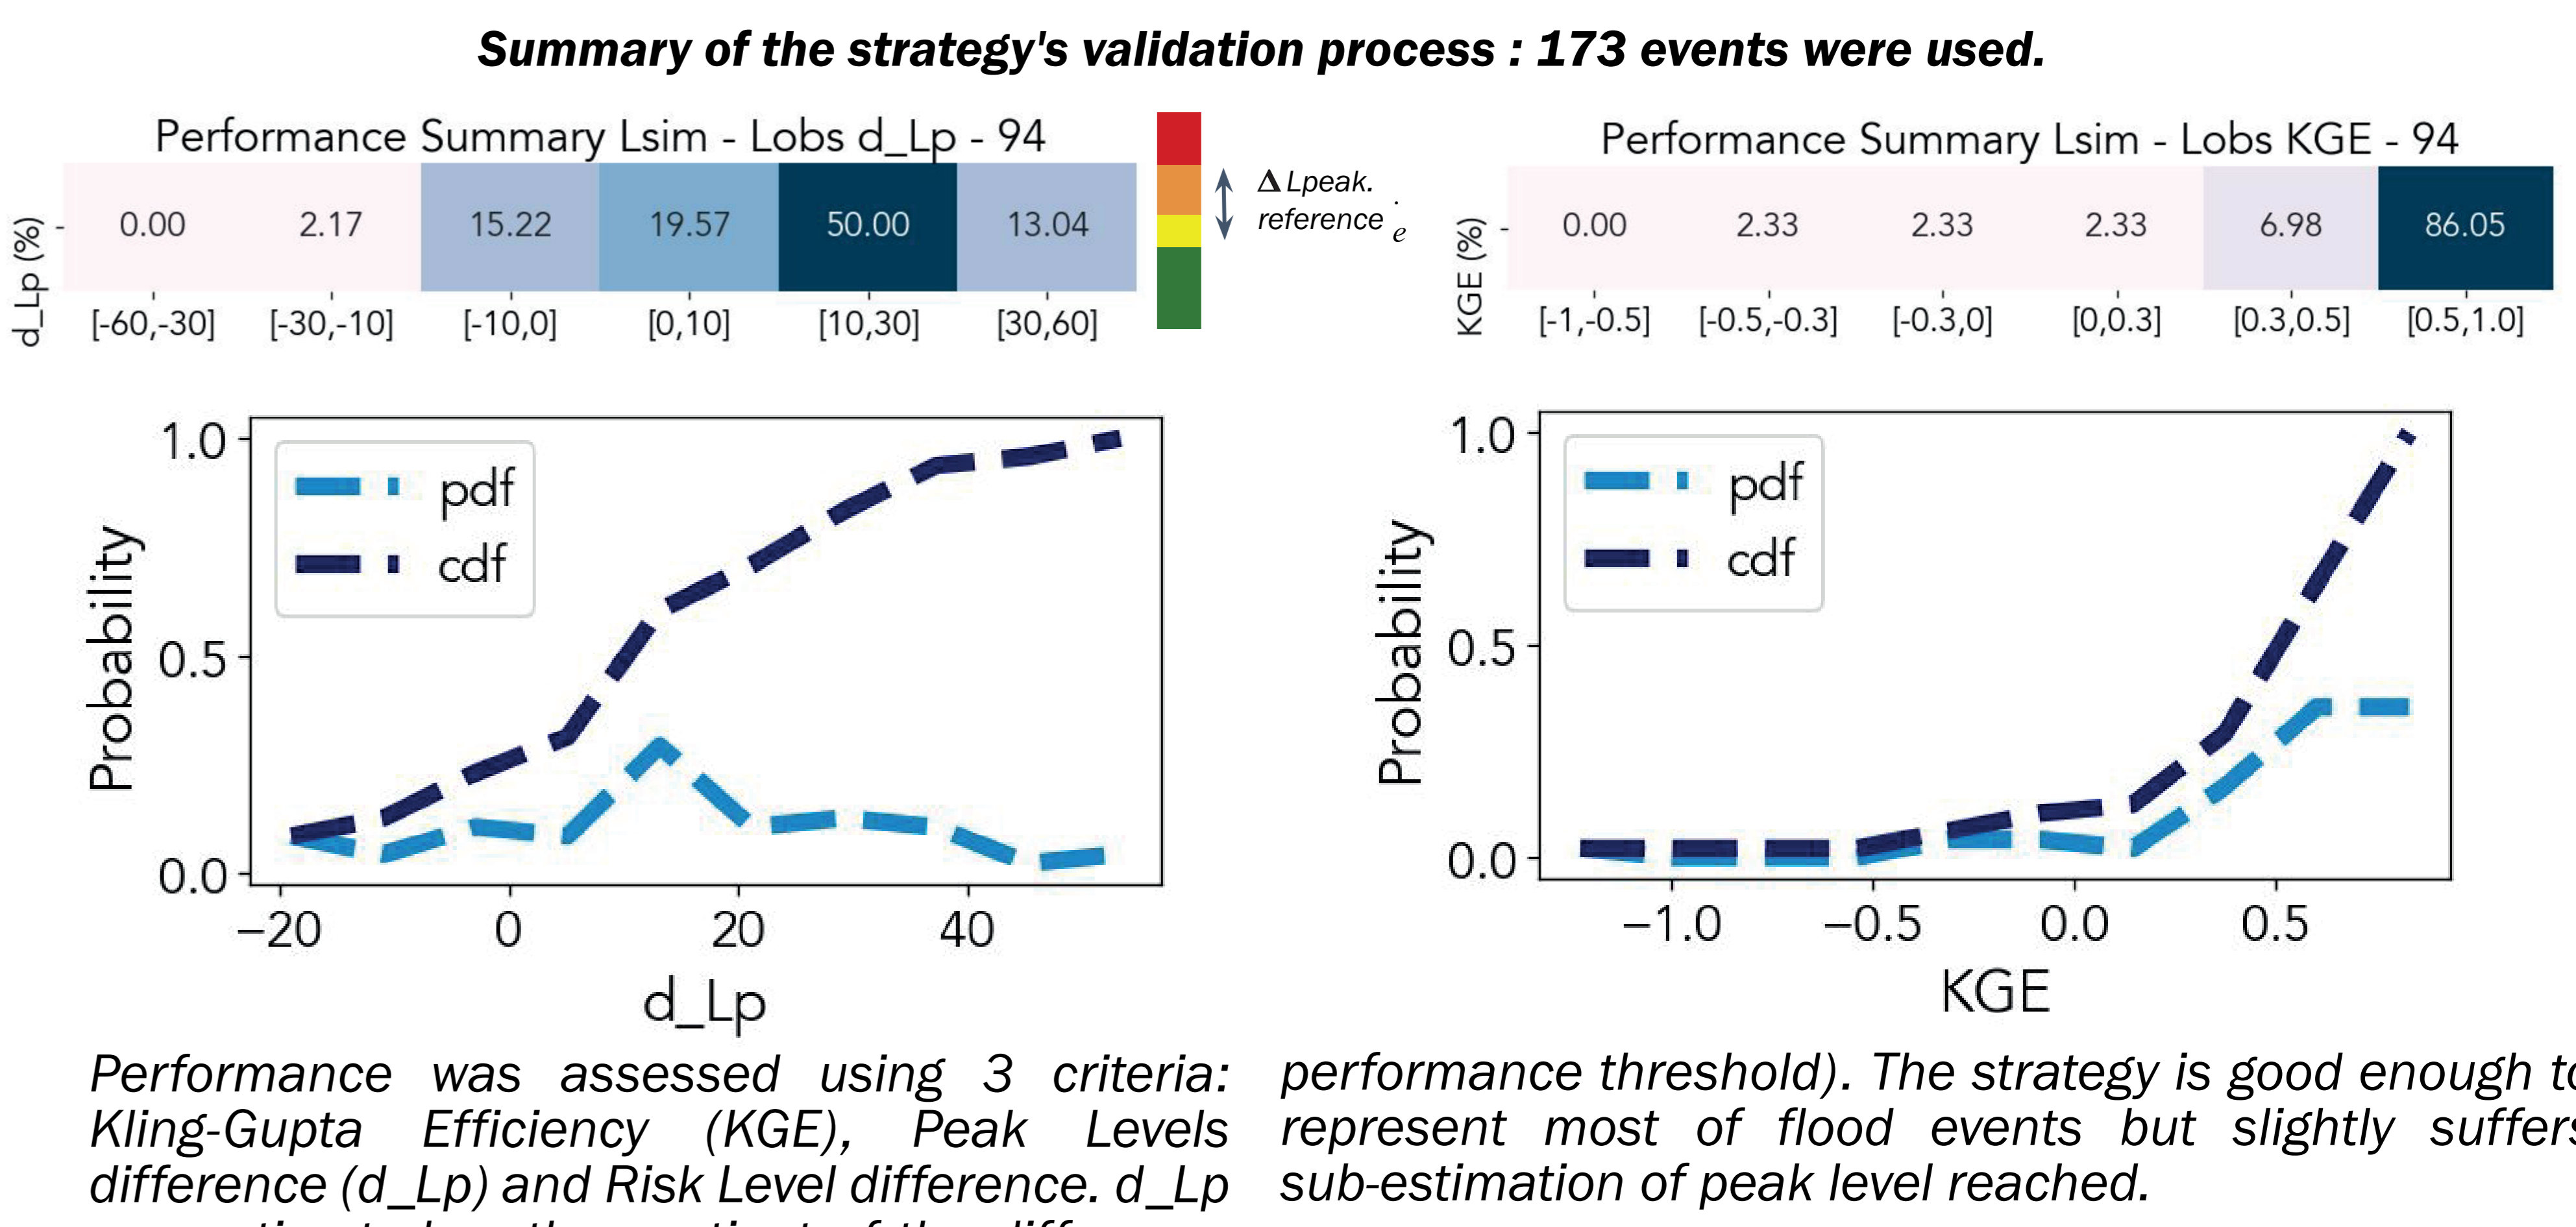 Summary of the strategy's validation process : 173 events were used.
Performance Summary Lsim - Lobs d_Lp - 94
d_Lp (%)
0.00 2.17 15.22 19.57 50.00 13.04
[-60,-30] [-30,-10] [-10,0] [0,10] [10,30] [30,60]
Δ Lpeak.
reference
.
e
Performance Summary Lsim - Lobs KGE - 94
KGE (%)
0.00 2.33 2.33 2.33 6.98 86.05
[-1,-0.5] [-0.5,-0.3] [-0.3,0] [0,0.3] [0.3,0.5] [0.5,1.0]
Probability
1.0
0.5
0.0
pdf
cdf
−20 0 20 40
d_Lp
Probability
1.0
0.5
0.0
pdf
cdf
−1.0 −0.5 0.0 0.5
KGE
Performance was assessed using 3 criteria:
Kling-Gupta Efficiency (KGE), Peak Levels
difference (d_Lp) and Risk Level difference. d_Lp
performance threshold). The strategy is good enough to
represent most of flood events but slightly suffers
sub-estimation of peak level reached.